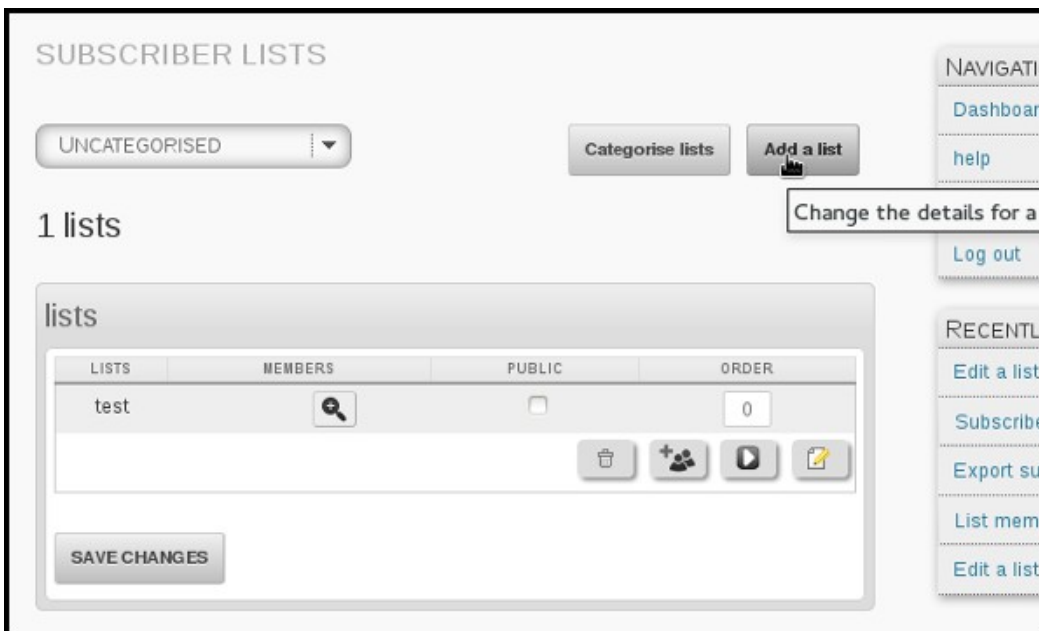 SUBSCRIBER LISTS
UNCATEGORISED
Categorise lists
Add a list
Change the details for a
1 lists
lists
LISTS MEMBERS PUBLIC ORDER
test 0
SAVE CHANGES
NAVIGATI
Dashboar
help
Log out
RECENTL
Edit a list
Subscribe
Export su
List mem
Edit a list